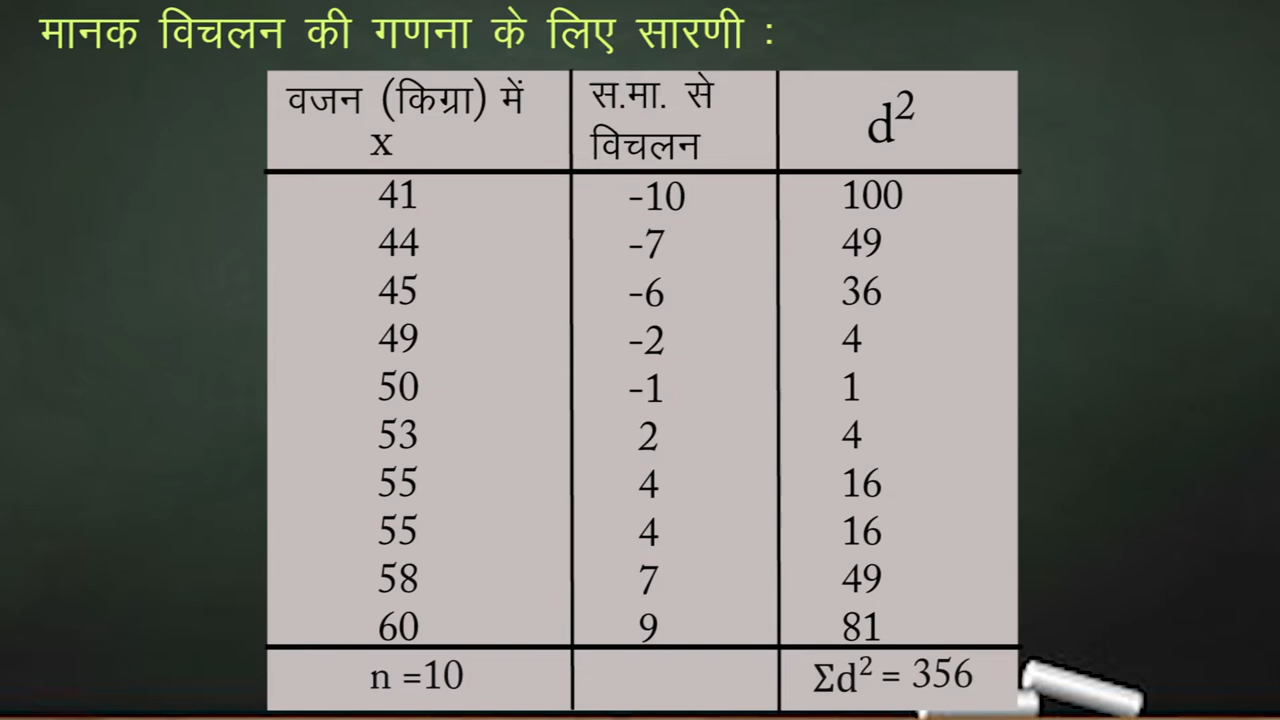 मानक विचलन की गणना के लिए सारणी :
वजन (किग्रा) में x | स.मा. से विचलन | d²
41 | -10 | 100
44 | -7 | 49
45 | -6 | 36
49 | -2 | 4
50 | -1 | 1
53 | 2 | 4
55 | 4 | 16
55 | 4 | 16
58 | 7 | 49
60 | 9 | 81
n =10 | | Σd² = 356